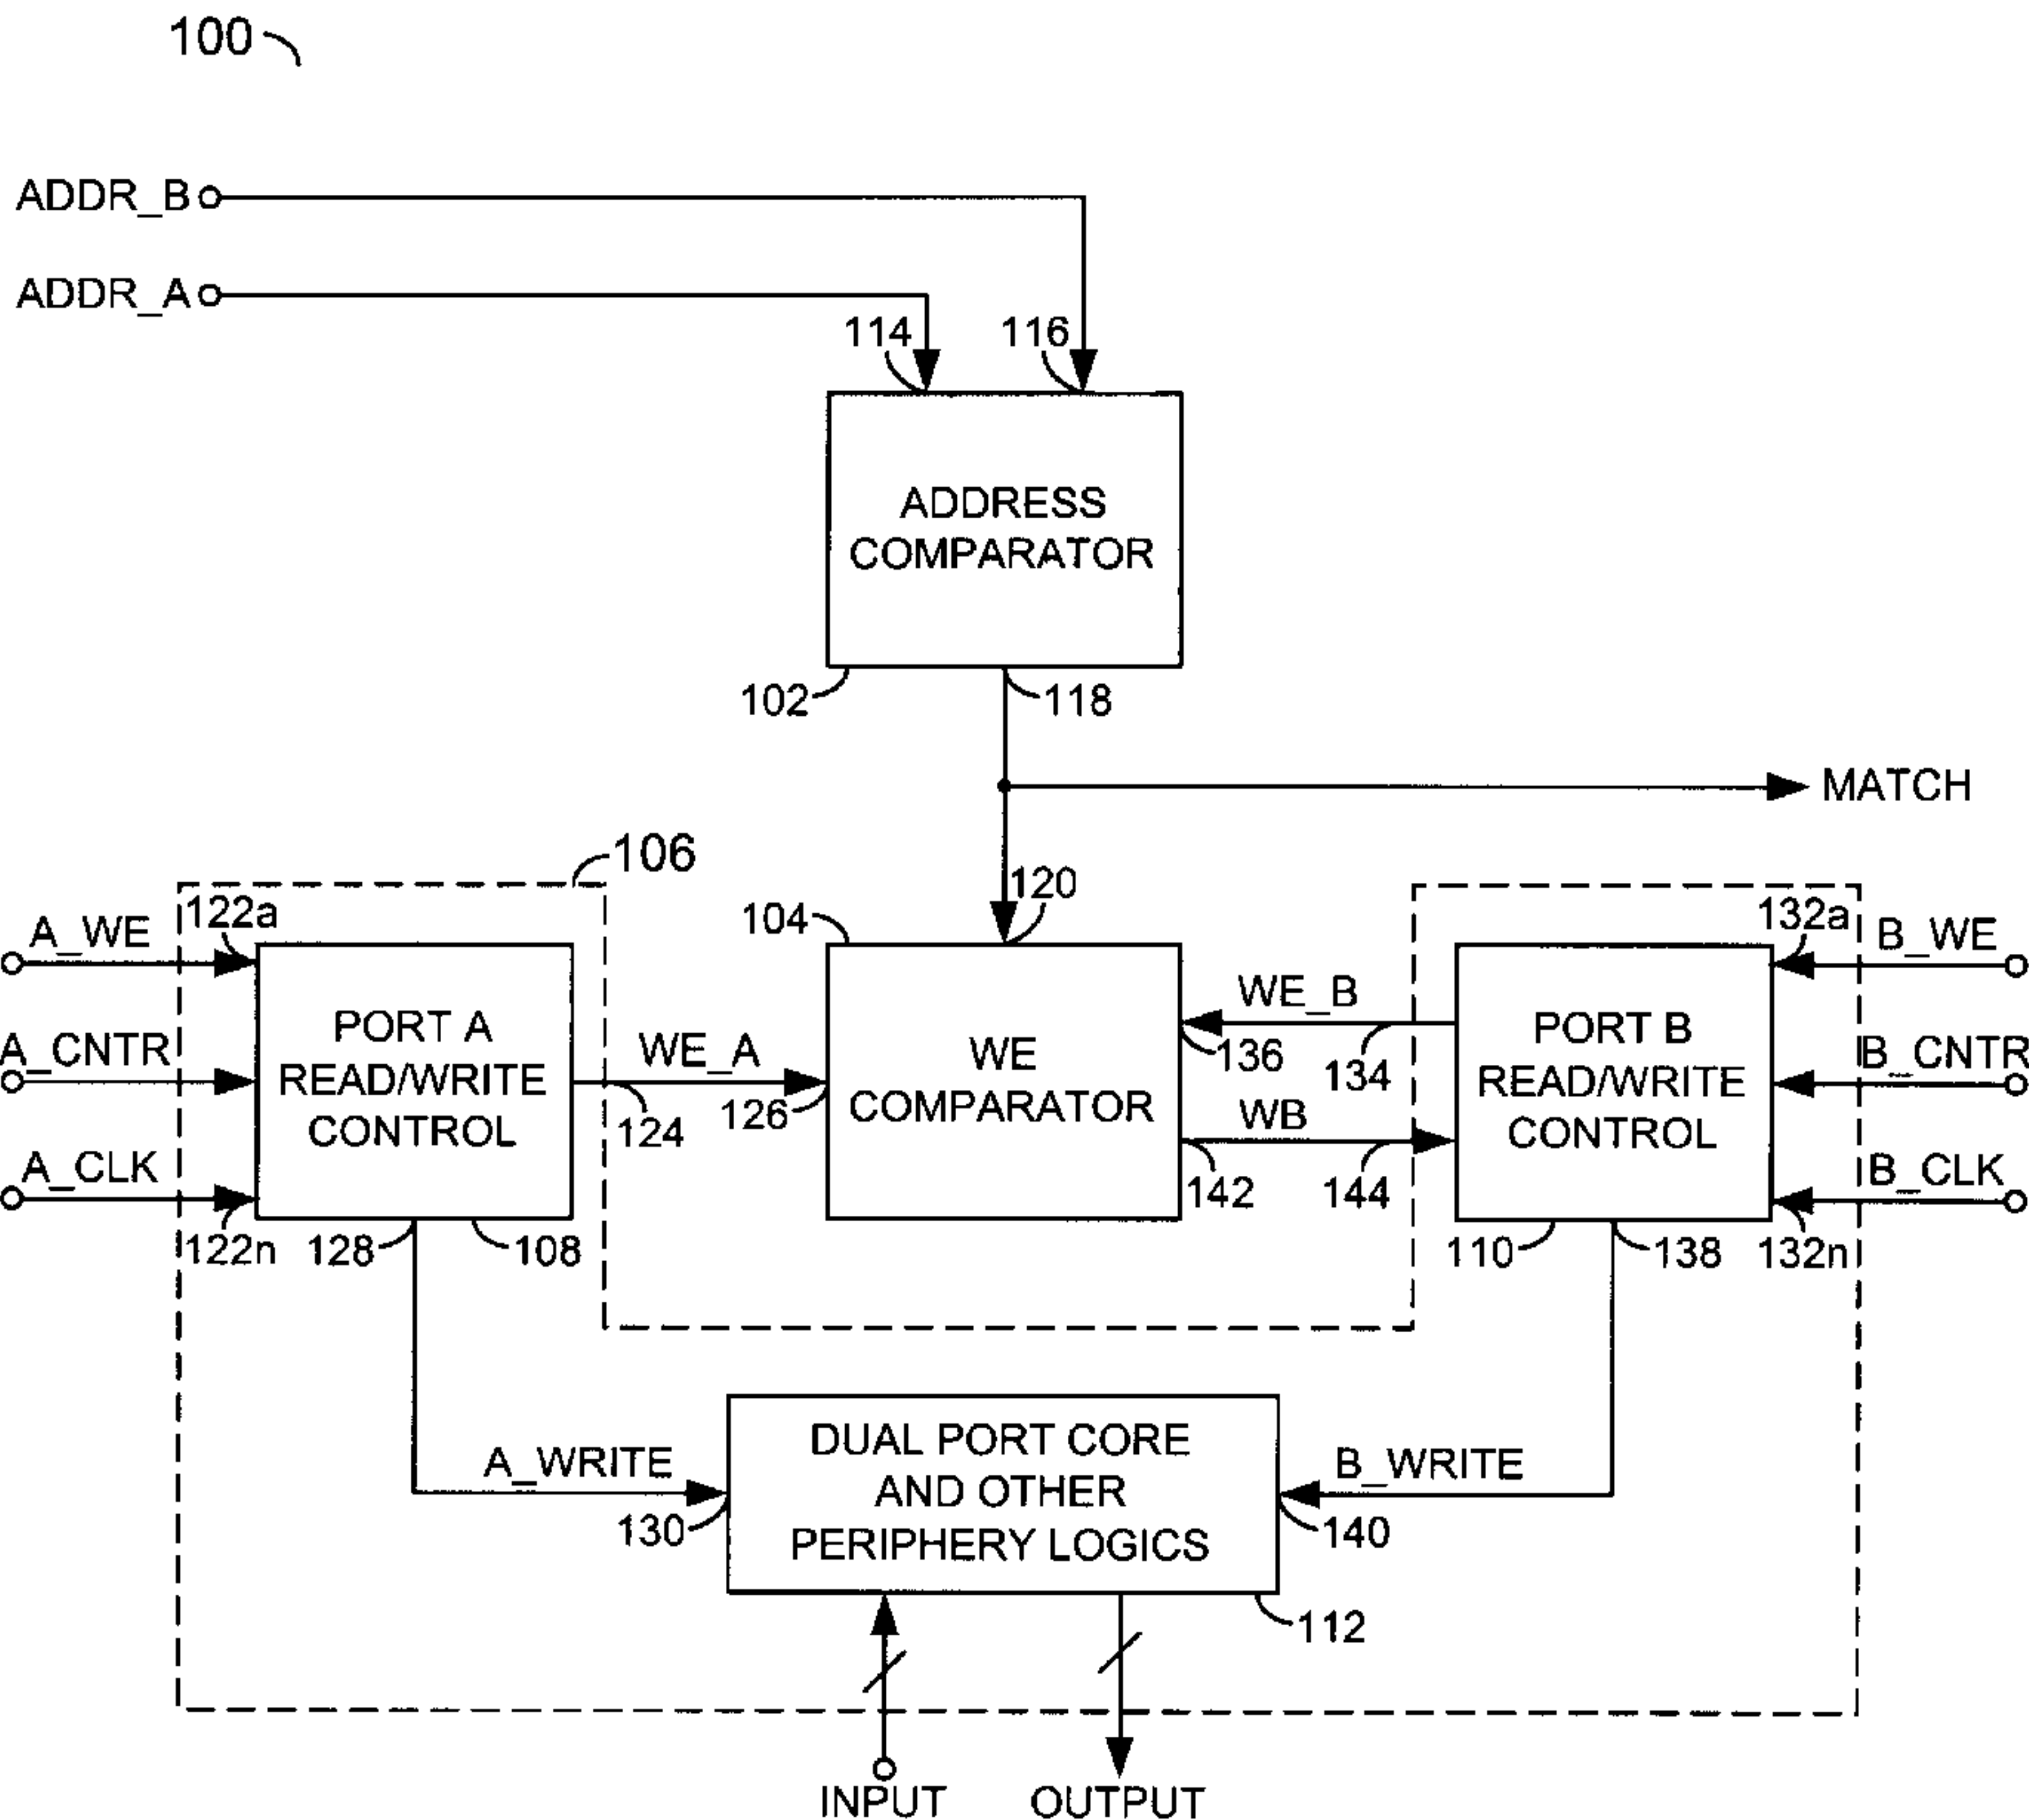 100
ADDR_B
ADDR_A
114
116
ADDRESS
COMPARATOR
102
118
MATCH
106
120
104
122a
132a
A_WE
B_WE
PORT A
READ/WRITE
CONTROL
WE_A
WE
COMPARATOR
WE_B
PORT B
READ/WRITE
CONTROL
A_CNTR
B_CNTR
136
134
124
126
WB
A_CLK
B_CLK
142
144
122n
128
108
110
138
132n
A_WRITE
DUAL PORT CORE
AND OTHER
PERIPHERY LOGICS
B_WRITE
130
140
112
INPUT
OUTPUT